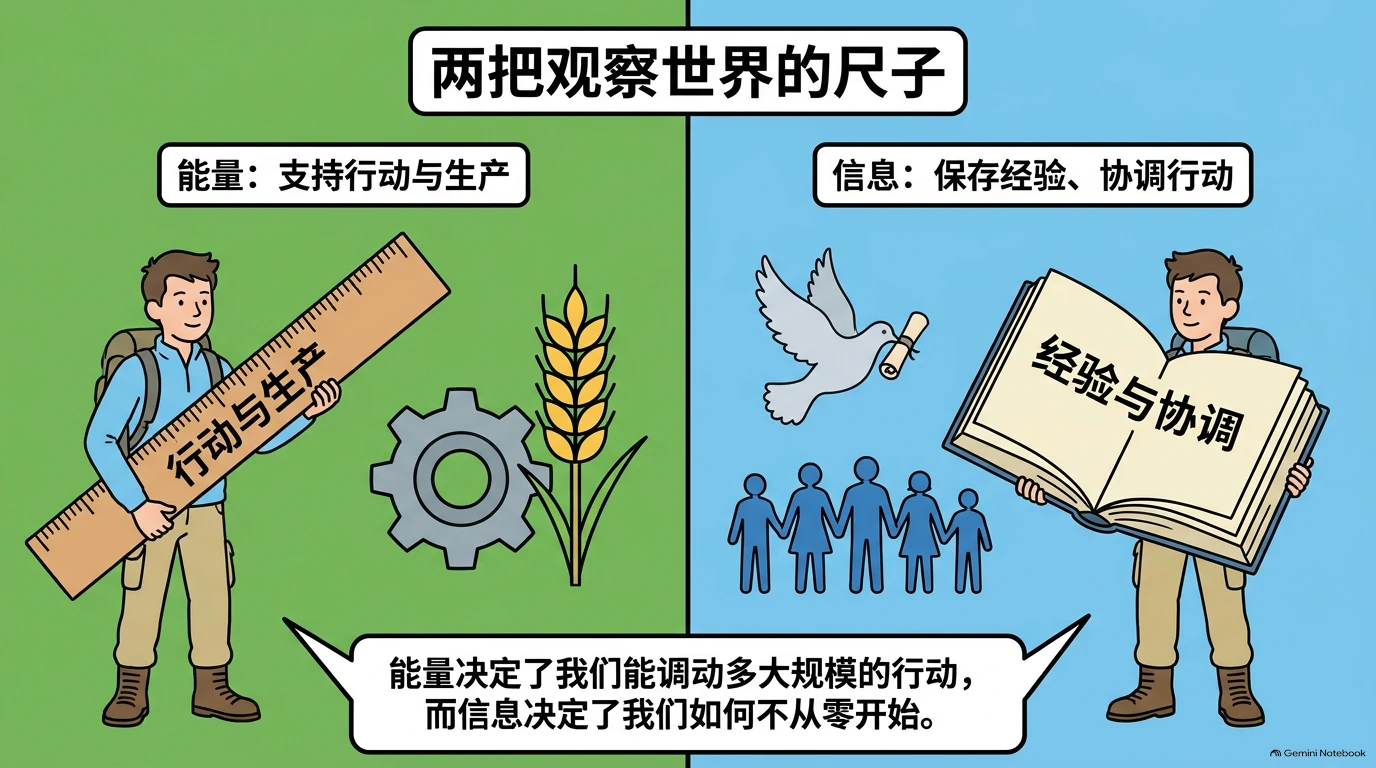 两把观察世界的尺子
能量：支持行动与生产
信息：保存经验、协调行动
行动与生产
经验与协调
能量决定了我们能调动多大规模的行动，
而信息决定了我们如何不从零开始。
Gemini Notebook